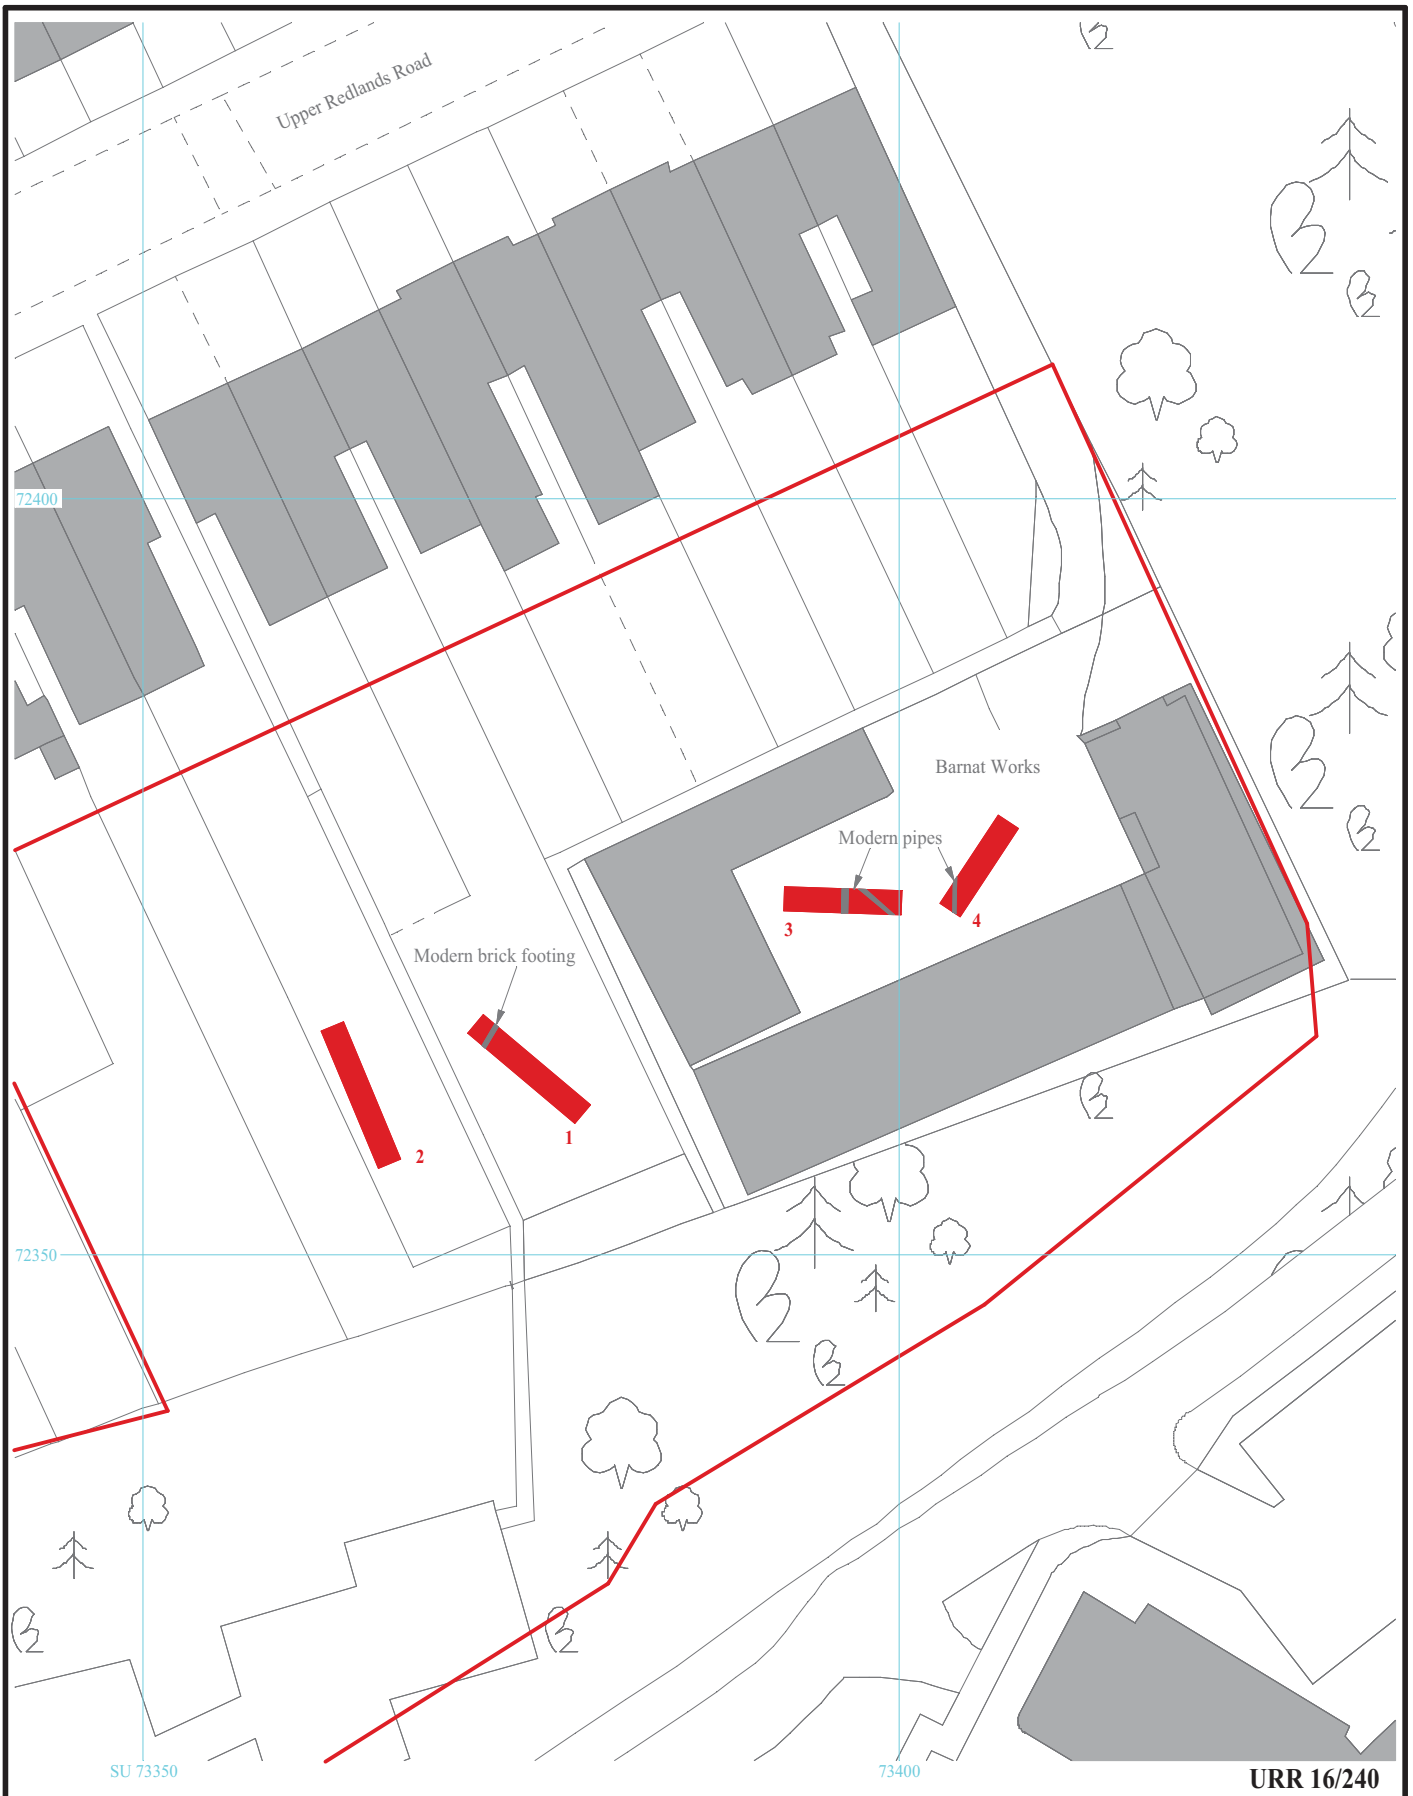 Upper Redlands Road
72400
Barnat Works
Modern pipes
3
4
Modern brick footing
1
2
72350
SU 73350
73400
URR 16/240